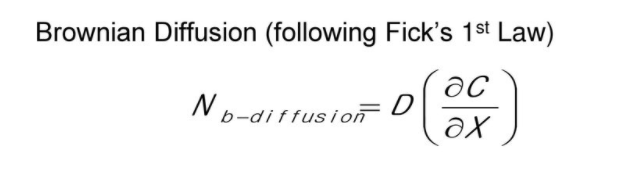 Brownian Diffusion (following Fick's 1st Law)
N b-diffusion = D ( ∂C / ∂X )